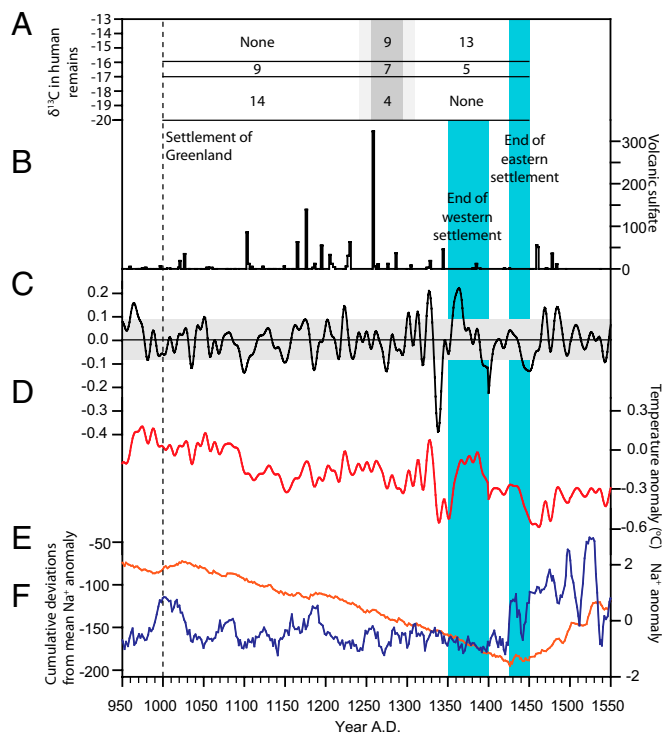 A
-13
-14
-15
-16
-17
-18
-19
-20
δ13C in human
remains
None
9
13
9
7
5
14
4
None
B
Settlement of
Greenland
End of
eastern
settlement
End of
western
settlement
300
200
100
0
Volcanic sulfate
C
0.2
0.1
0.0
-0.1
-0.2
-0.3
-0.4
D
0.3
0.0
-0.3
-0.6
Temperature anomaly (°C)
E
F
-50
-100
-150
-200
Cumulative deviations
from mean Na+ anomaly
2
0
-2
Na+ anomaly
950 1000 1050 1100 1150 1200 1250 1300 1350 1400 1450 1500 1550
Year A.D.